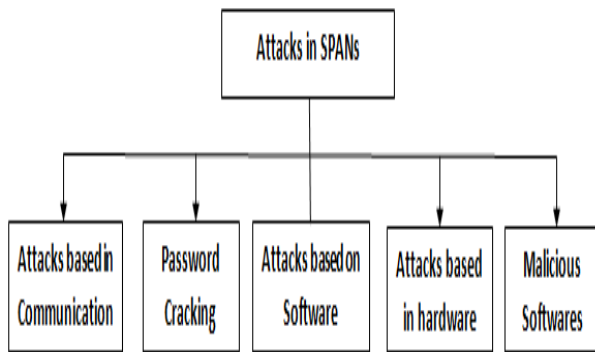 Attacks in SPANs
Attacks based in
Communication
Password
Cracking
Attacks based on
Software
Attacks based
in hardware
Malicious
Softwares